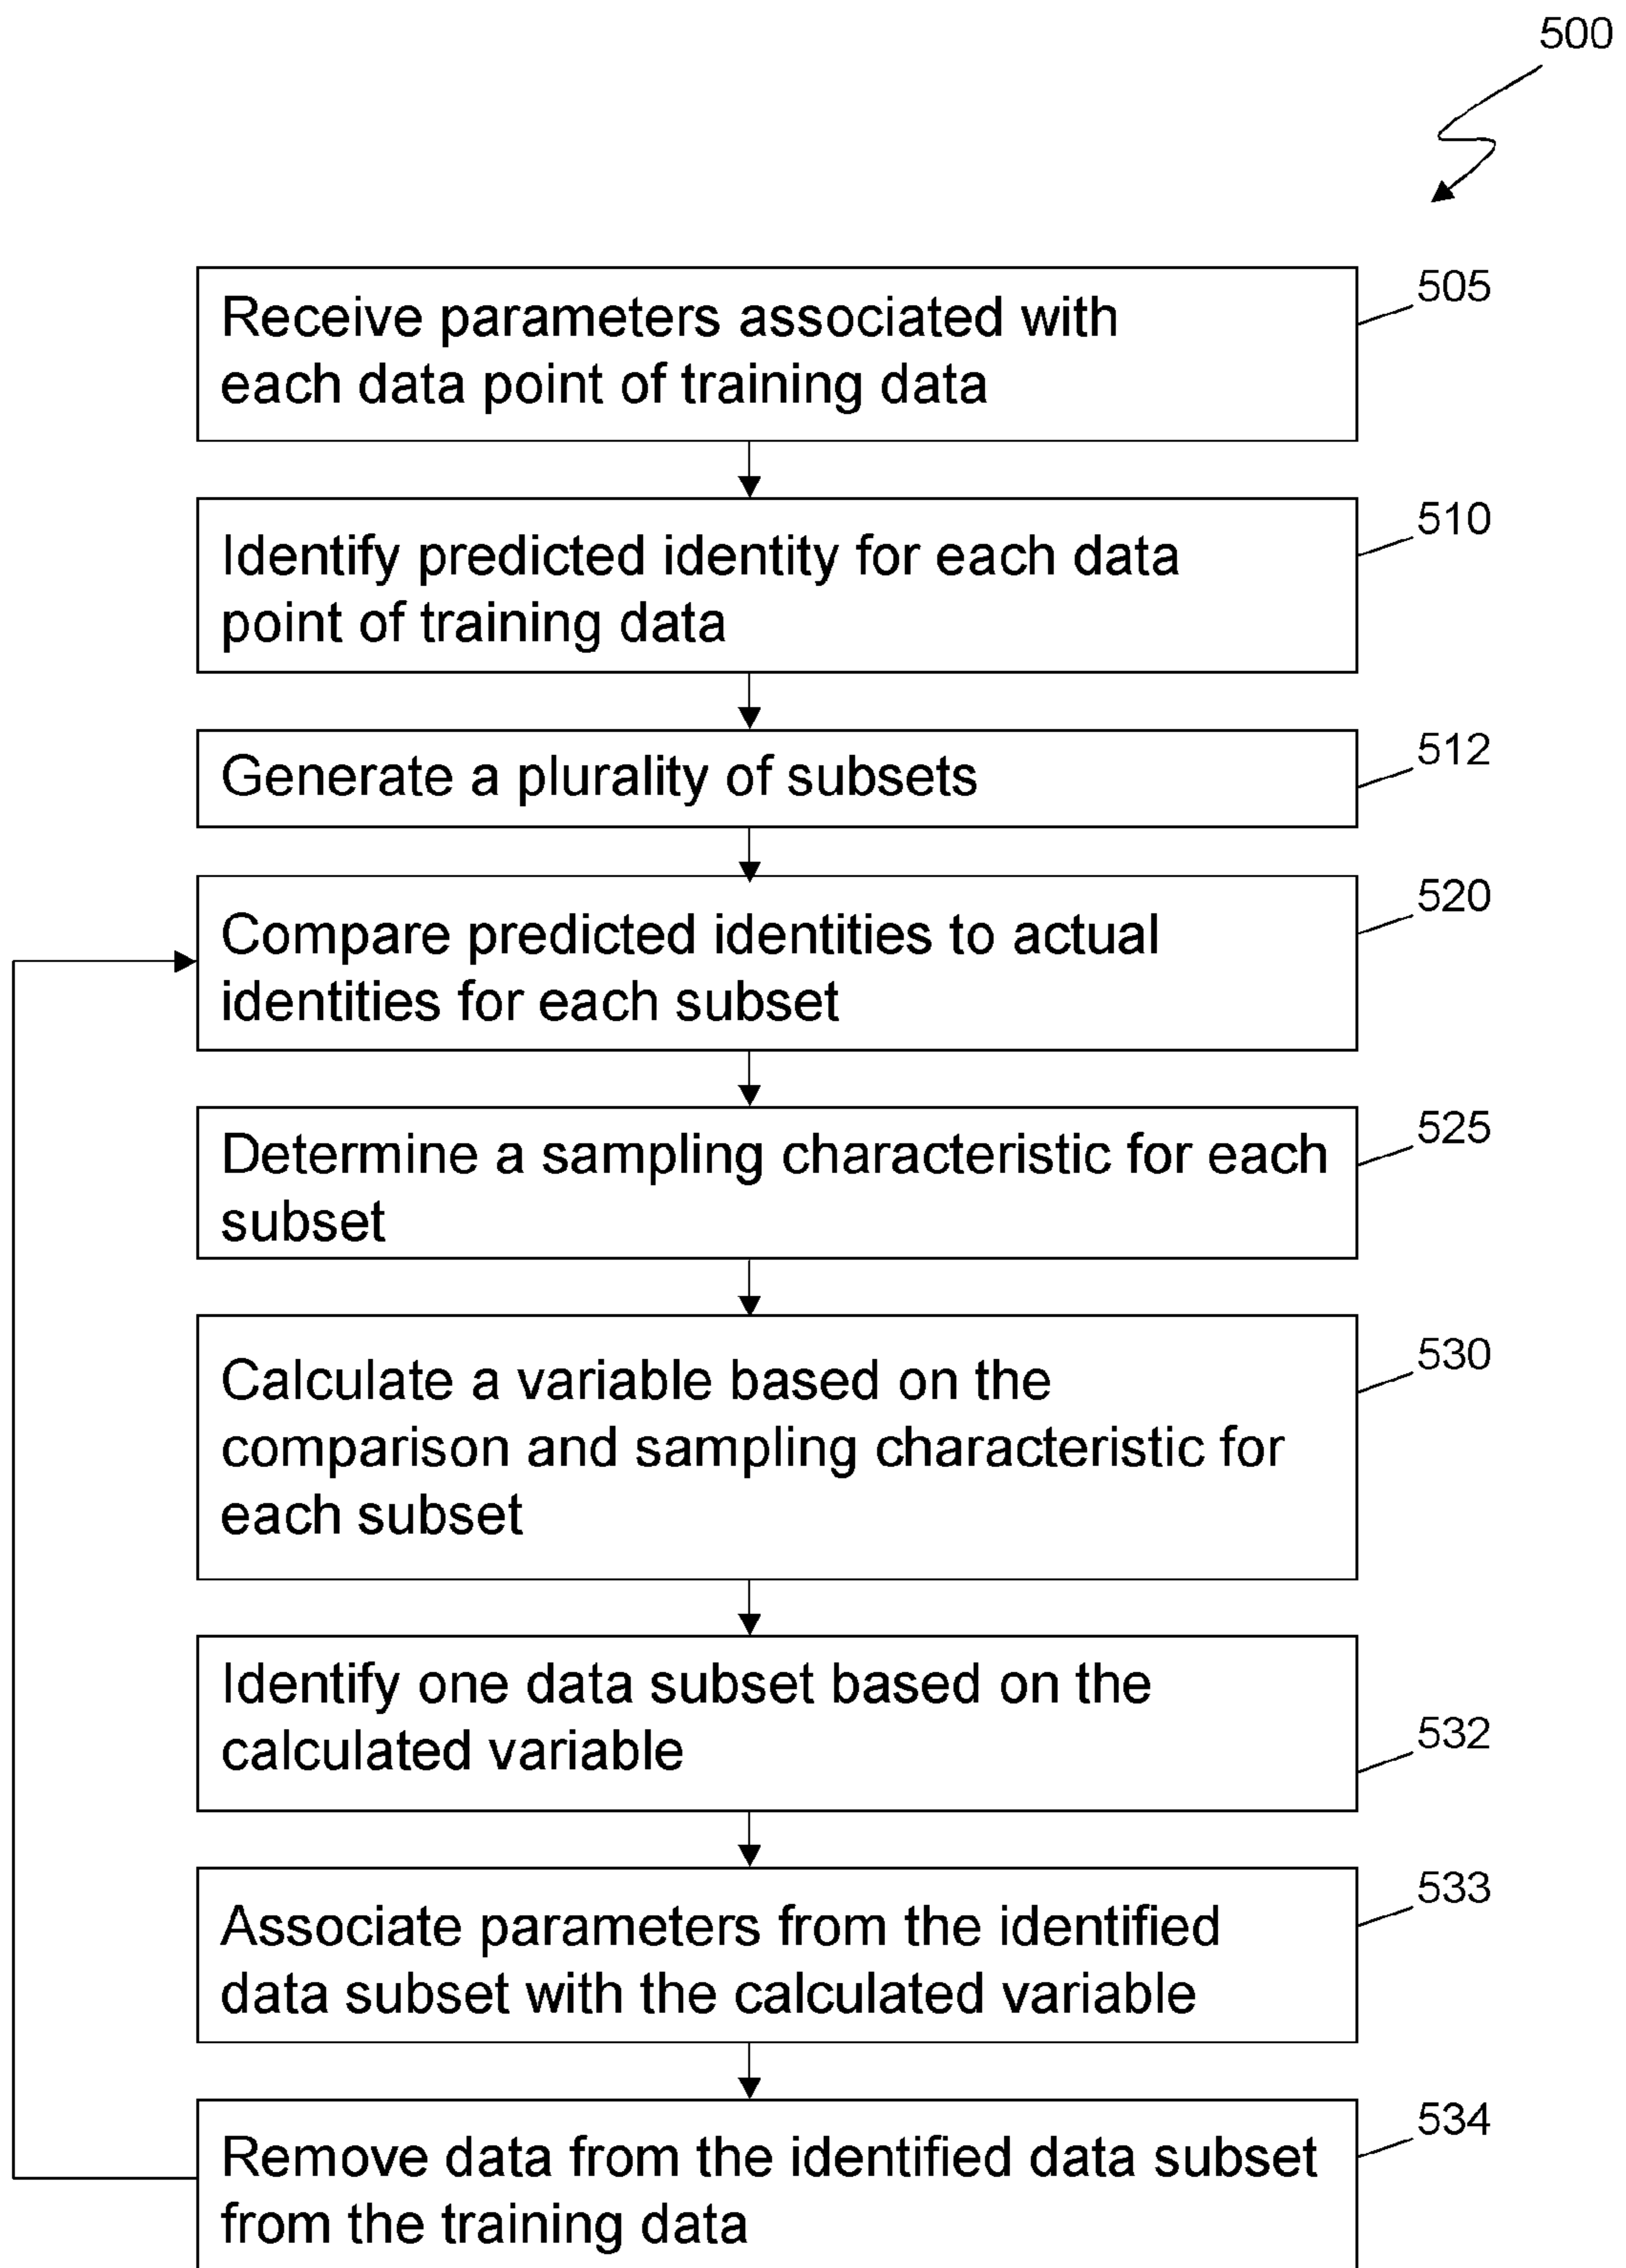 500
Receive parameters associated with
each data point of training data
505
Identify predicted identity for each data
point of training data
510
Generate a plurality of subsets
512
Compare predicted identities to actual
identities for each subset
520
Determine a sampling characteristic for each
subset
525
Calculate a variable based on the
comparison and sampling characteristic for
each subset
530
Identify one data subset based on the
calculated variable
532
Associate parameters from the identified
data subset with the calculated variable
533
Remove data from the identified data subset
from the training data
534